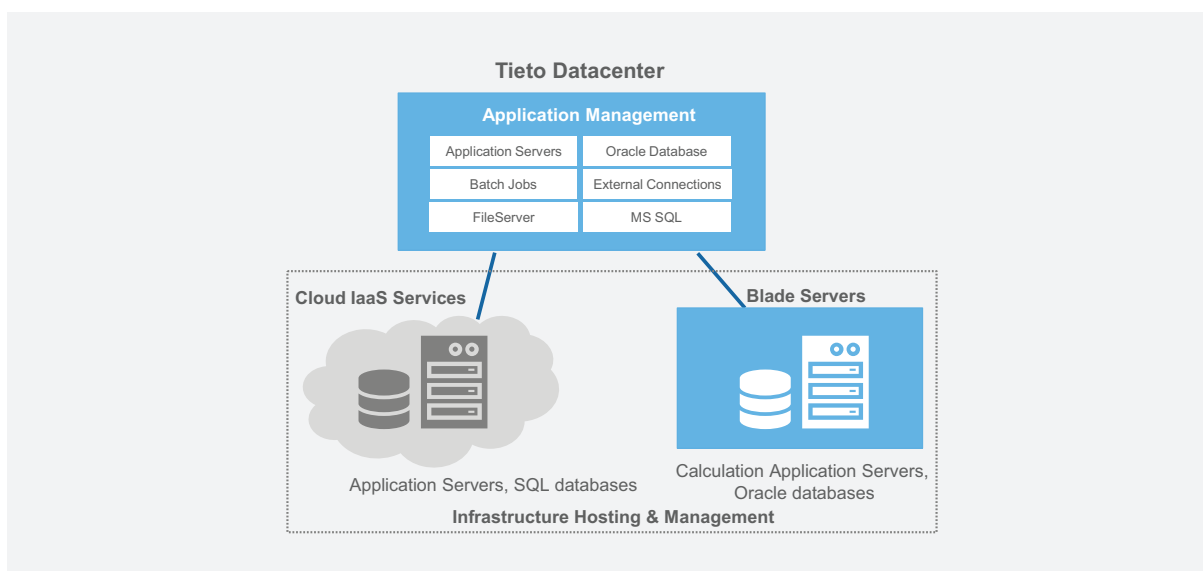 Tieto Datacenter
Application Management
Application Servers
Oracle Database
Batch Jobs
External Connections
FileServer
MS SQL
Cloud IaaS Services
Blade Servers
Application Servers, SQL databases
Calculation Application Servers,
Oracle databases
Infrastructure Hosting & Management